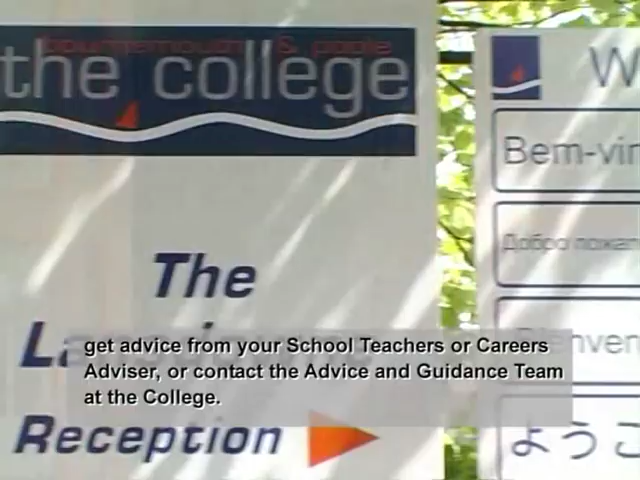 bournemouth & poole
the college
The
La
get advice from your School Teachers or Careers
Adviser, or contact the Advice and Guidance Team
at the College.
Reception
W
Bem-vin
Добро пожал
nven
ようこ